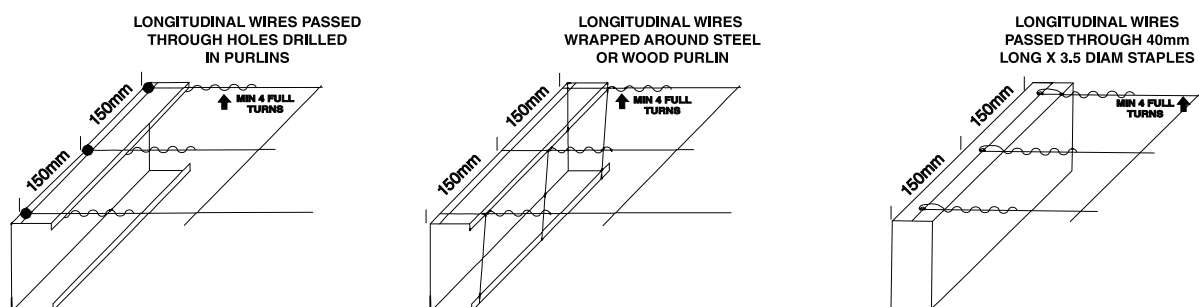 LONGITUDINAL WIRES PASSED
THROUGH HOLES DRILLED
IN PURLINS
150mm
150mm
MIN 4 FULL
TURNS
LONGITUDINAL WIRES
WRAPPED AROUND STEEL
OR WOOD PURLIN
150mm
150mm
MIN 4 FULL
TURNS
LONGITUDINAL WIRES
PASSED THROUGH 40mm
LONG X 3.5 DIAM STAPLES
150mm
150mm
MIN 4 FULL
TURNS